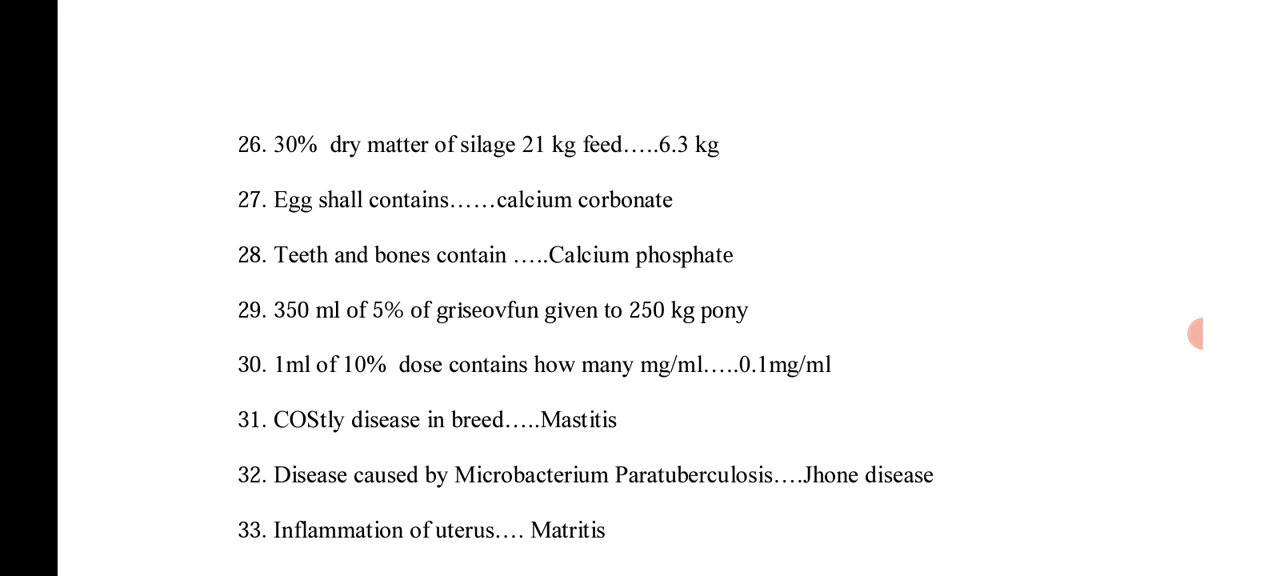 26. 30%  dry matter of silage 21 kg feed.….6.3 kg
27. Egg shall contains……calcium corbonate
28. Teeth and bones contain …..Calcium phosphate
29. 350 ml of 5% of griseovfun given to 250 kg pony
30. 1ml of 10%  dose contains how many mg/ml…..0.1mg/ml
31. COStly disease in breed…..Mastitis
32. Disease caused by Microbacterium Paratuberculosis….Jhone disease
33. Inflammation of uterus…. Matritis